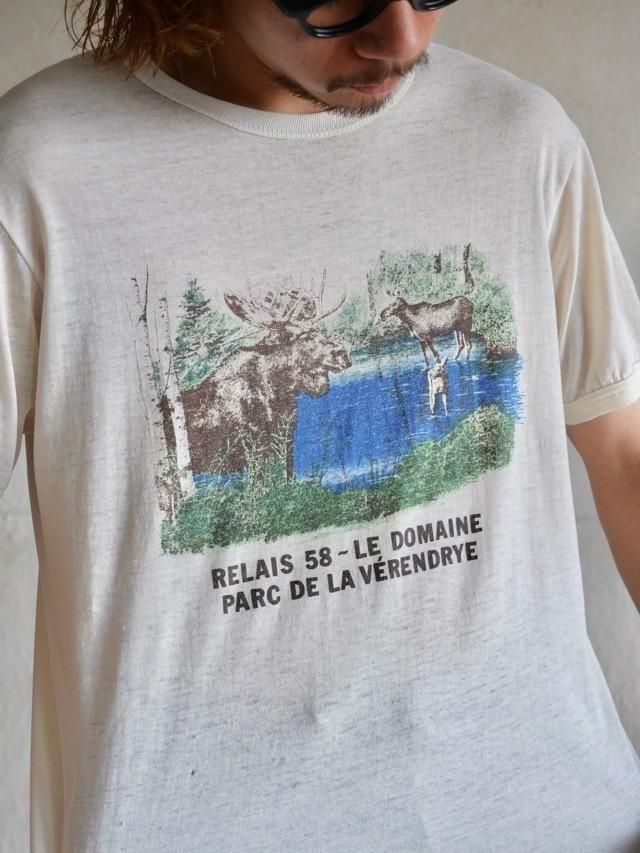 RELAIS 58 ~ LE DOMAINE
PARC DE LA VÉRENDRYE